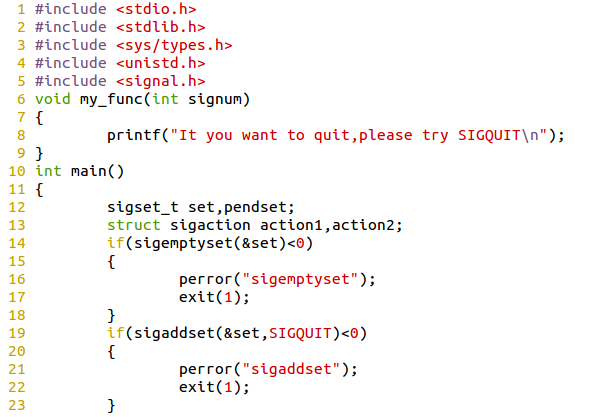 1 #include <stdio.h>
2 #include <stdlib.h>
3 #include <sys/types.h>
4 #include <unistd.h>
5 #include <signal.h>
6 void my_func(int signum)
7 {
8         printf("It you want to quit,please try SIGQUIT\n");
9 }
10 int main()
11 {
12         sigset_t set,pendset;
13         struct sigaction action1,action2;
14         if(sigemptyset(&set)<0)
15         {
16                 perror("sigemptyset");
17                 exit(1);
18         }
19         if(sigaddset(&set,SIGQUIT)<0)
20         {
21                 perror("sigaddset");
22                 exit(1);
23         }